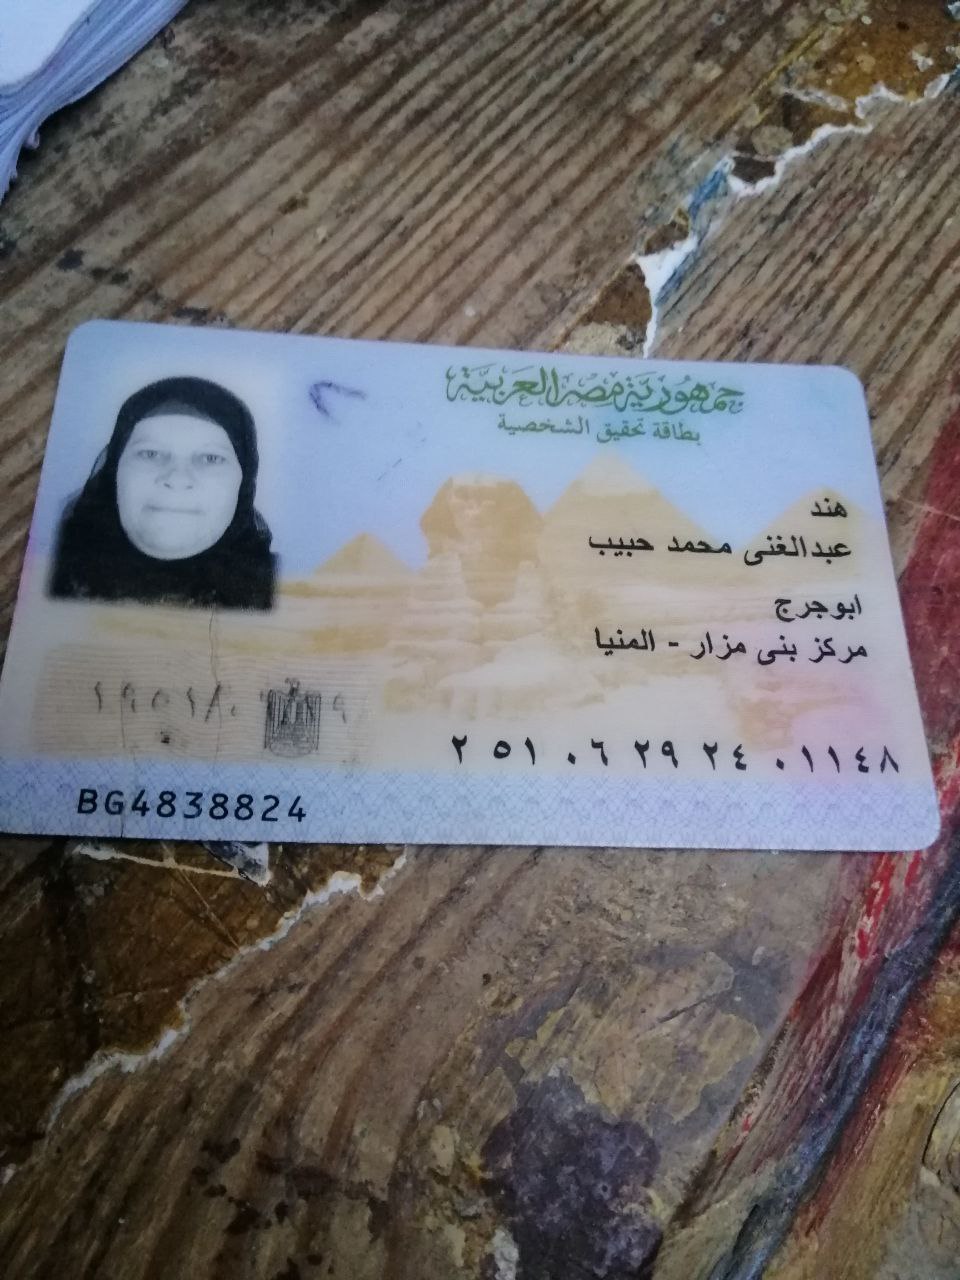 جمهورية مصر العربية
بطاقة تحقيق الشخصية
هند
عبدالغنى محمد حبيب
ابوجرج
مركز بنى مزار - المنيا
٢ ٥١ ٠٦ ٢٩ ٢٤ ٠١١٤٨
BG4838824